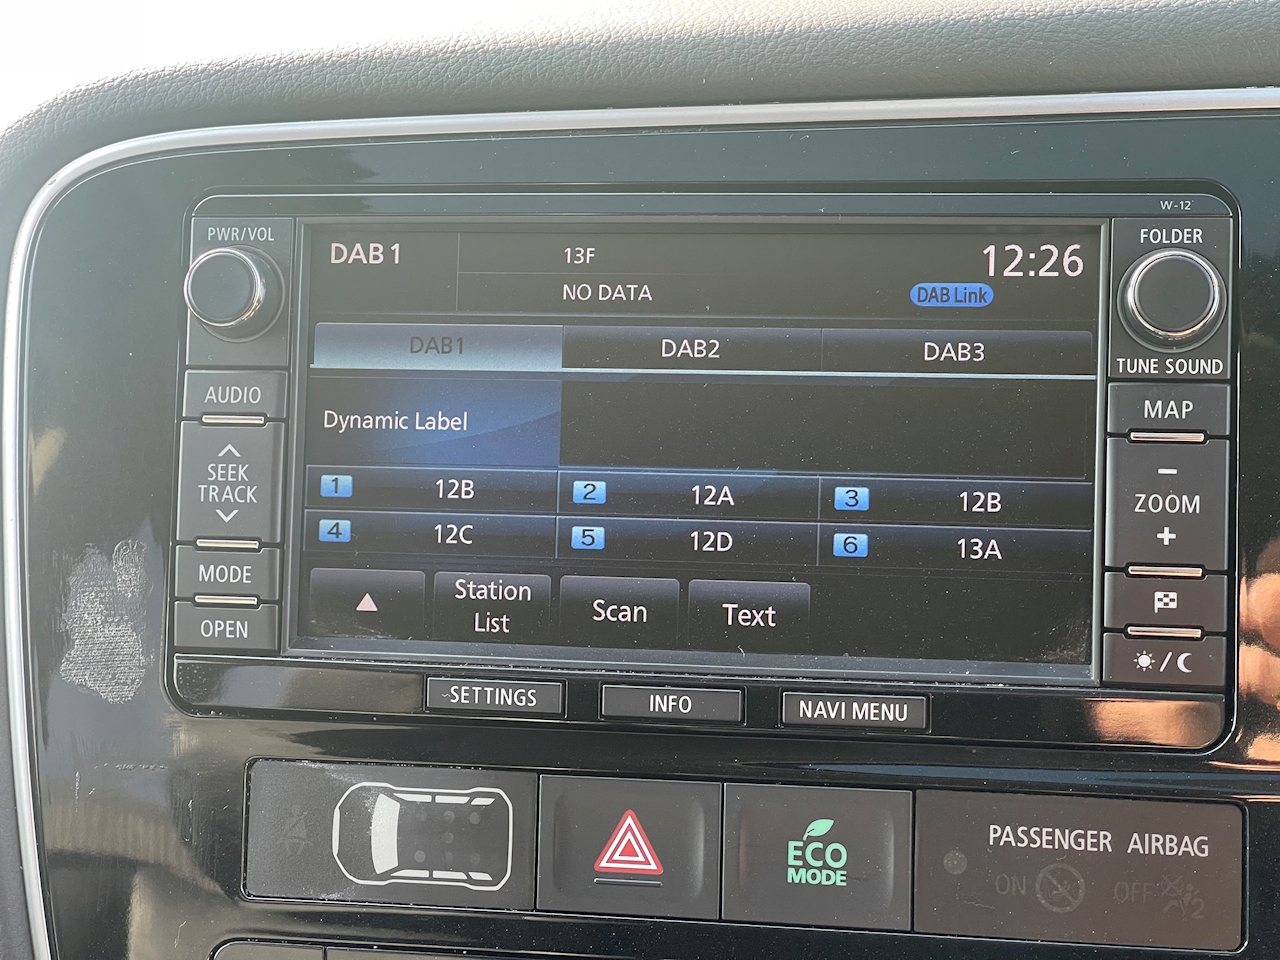 W-12
PWR/VOL
DAB1
13F
NO DATA
12:26
DAB Link
FOLDER
TUNE SOUND
DAB1
DAB2
DAB3
Dynamic Label
1 12B
2 12A
3 12B
4 12C
5 12D
6 13A
Station
List
Scan
Text
AUDIO
SEEK
TRACK
MODE
OPEN
MAP
ZOOM
SETTINGS
INFO
NAVI MENU
ECO
MODE
PASSENGER AIRBAG
ON
OFF
2